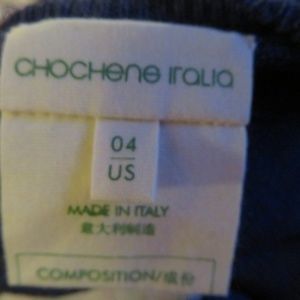 CHOCHENE ITALIA
04
US
MADE IN ITALY
意大利制造
COMPOSITION/成份